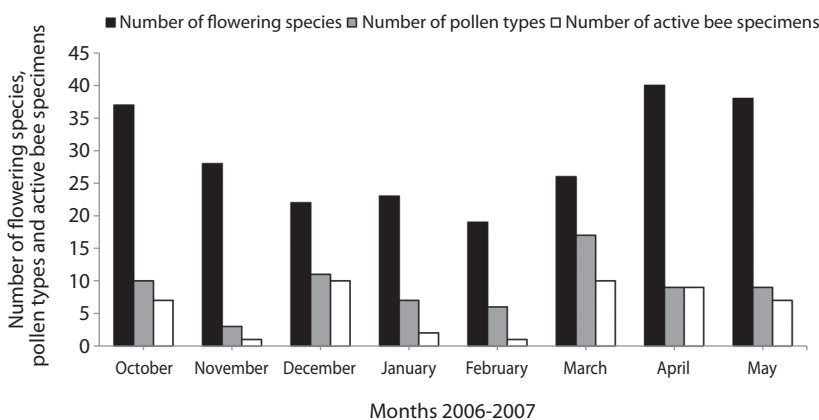 Number of flowering species Number of pollen types Number of active bee specimens
Number of flowering species,
pollen types and active bee specimens
45
40
35
30
25
20
15
10
5
0
October November December January February March April May
Months 2006-2007